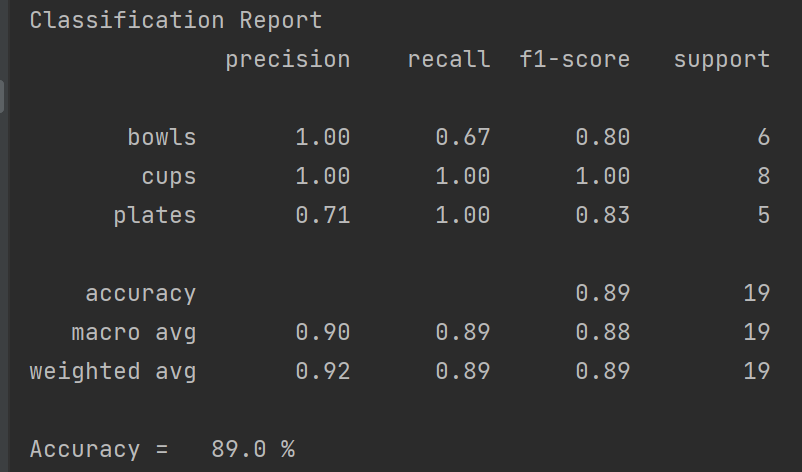 Classification Report
precision recall f1-score support
bowls 1.00 0.67 0.80 6
cups 1.00 1.00 1.00 8
plates 0.71 1.00 0.83 5
accuracy 0.89 19
macro avg 0.90 0.89 0.88 19
weighted avg 0.92 0.89 0.89 19
Accuracy = 89.0 %